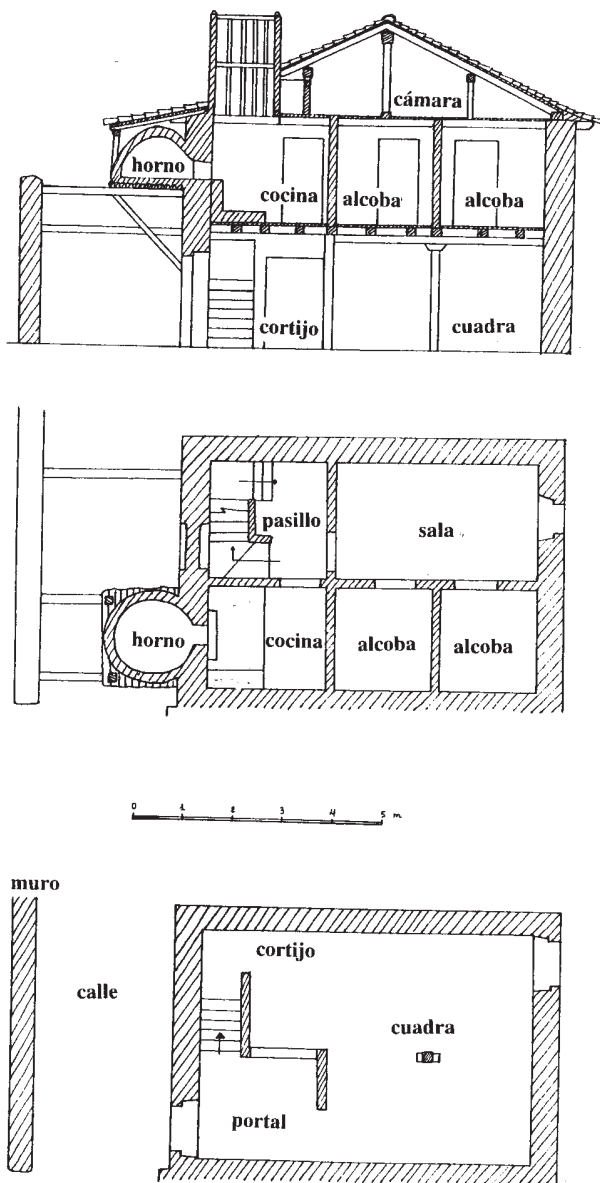 cámara
horno
cocina alcoba alcoba
cortijo cuadra
pasillo
sala
horno cocina alcoba alcoba
0 1 2 3 4 5 m
muro
cortijo
calle
cuadra
portal